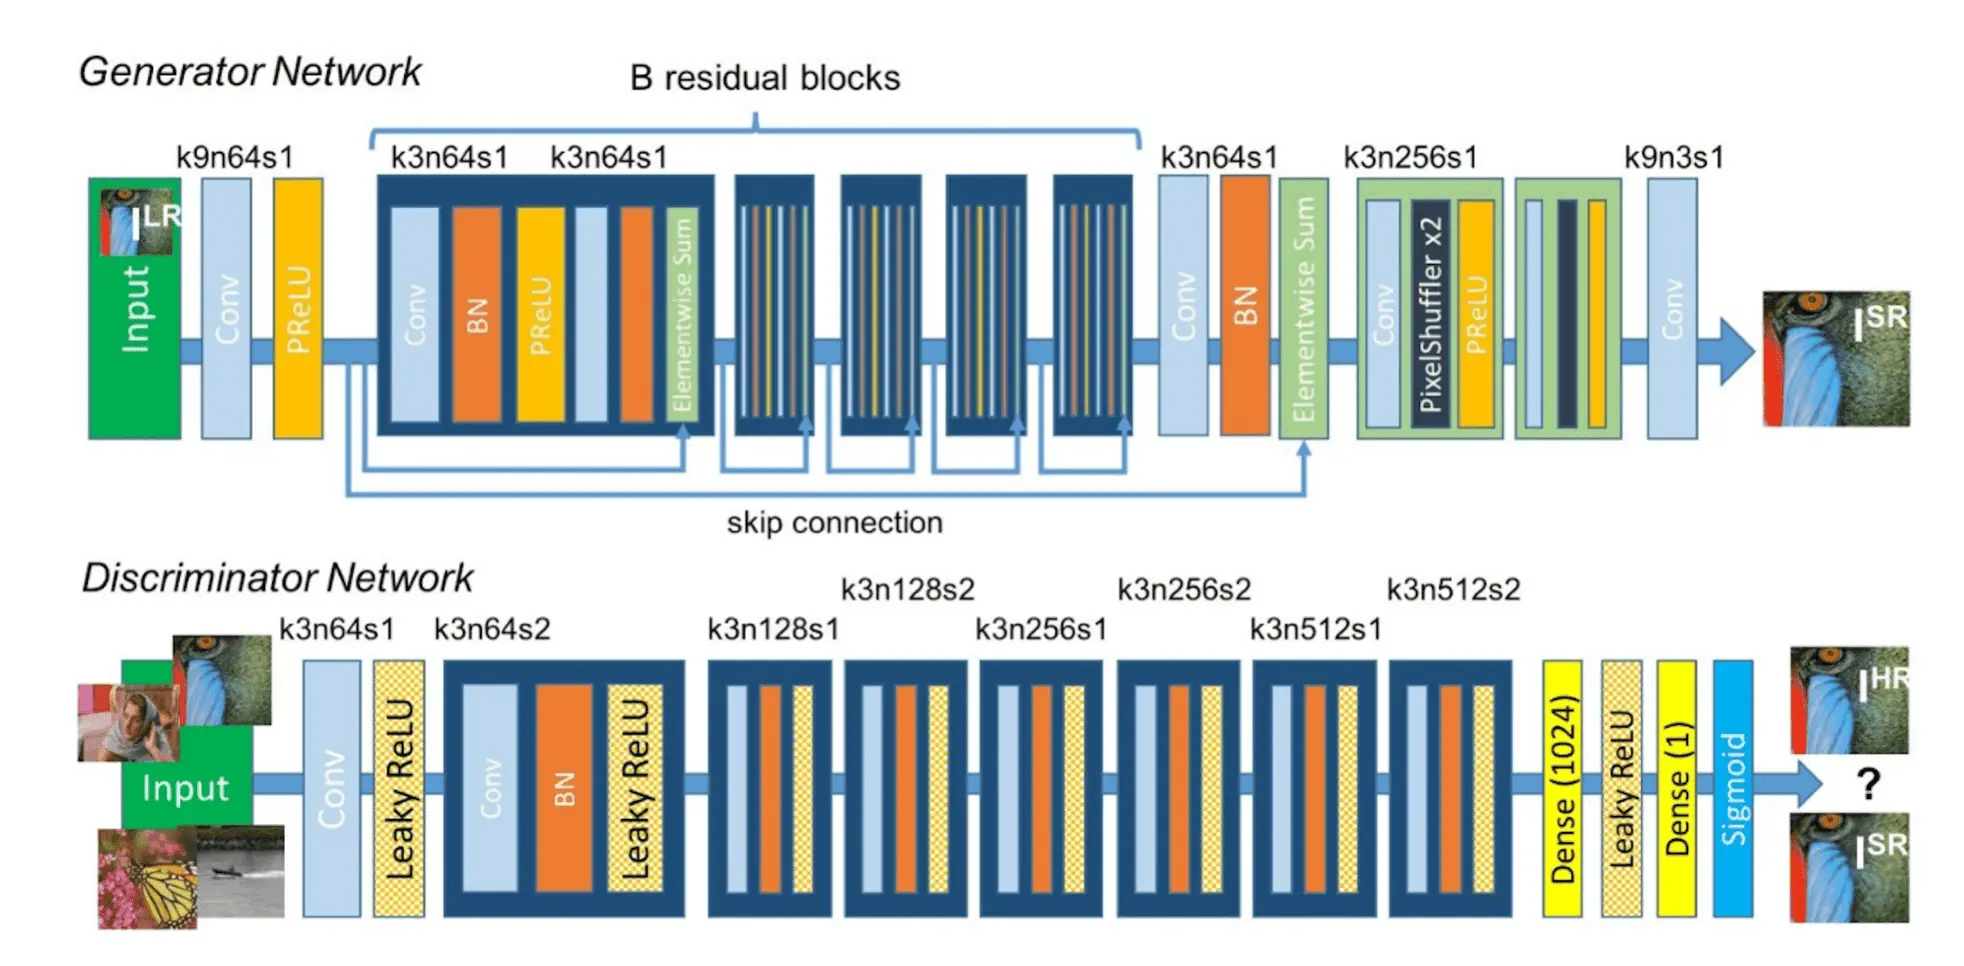 Generator Network
B residual blocks
k9n64s1
k3n64s1
k3n64s1
k3n64s1
k3n256s1
k9n3s1
I^LR
Input
Conv
PReLU
Conv
BN
PReLU
Elementwise Sum
Conv
BN
Elementwise Sum
Conv
PixelShuffler x2
PReLU
Conv
I^SR
skip connection
Discriminator Network
k3n64s1
k3n64s2
k3n128s1
k3n128s2
k3n256s1
k3n256s2
k3n512s1
k3n512s2
Input
Conv
Leaky ReLU
Conv
BN
Leaky ReLU
Dense (1024)
Leaky ReLU
Dense (1)
Sigmoid
I^HR
?
I^SR